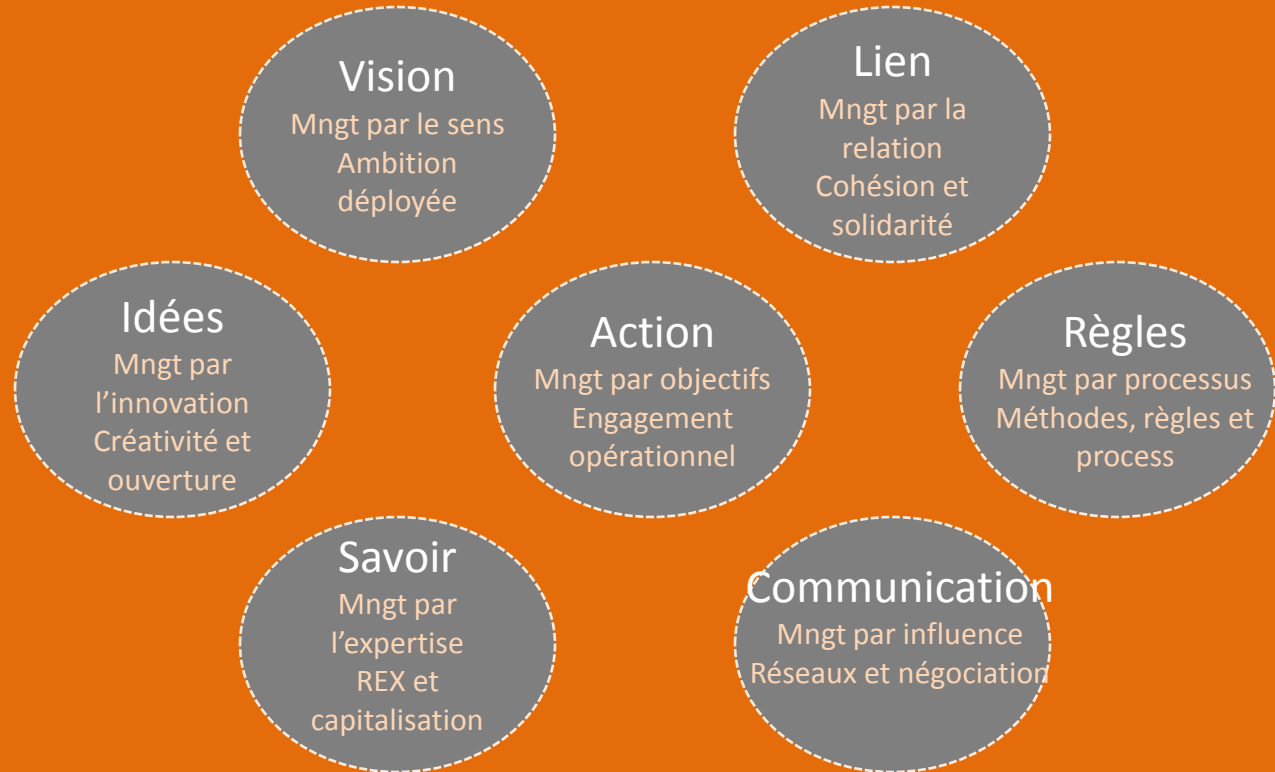 Vision
Mngt par le sens
Ambition
déployée
Lien
Mngt par la
relation
Cohésion et
solidarité
Idées
Mngt par
l’innovation
Créativité et
ouverture
Action
Mngt par objectifs
Engagement
opérationnel
Règles
Mngt par processus
Méthodes, règles et
process
Savoir
Mngt par
l’expertise
REX et
capitalisation
Communication
Mngt par influence
Réseaux et négociation